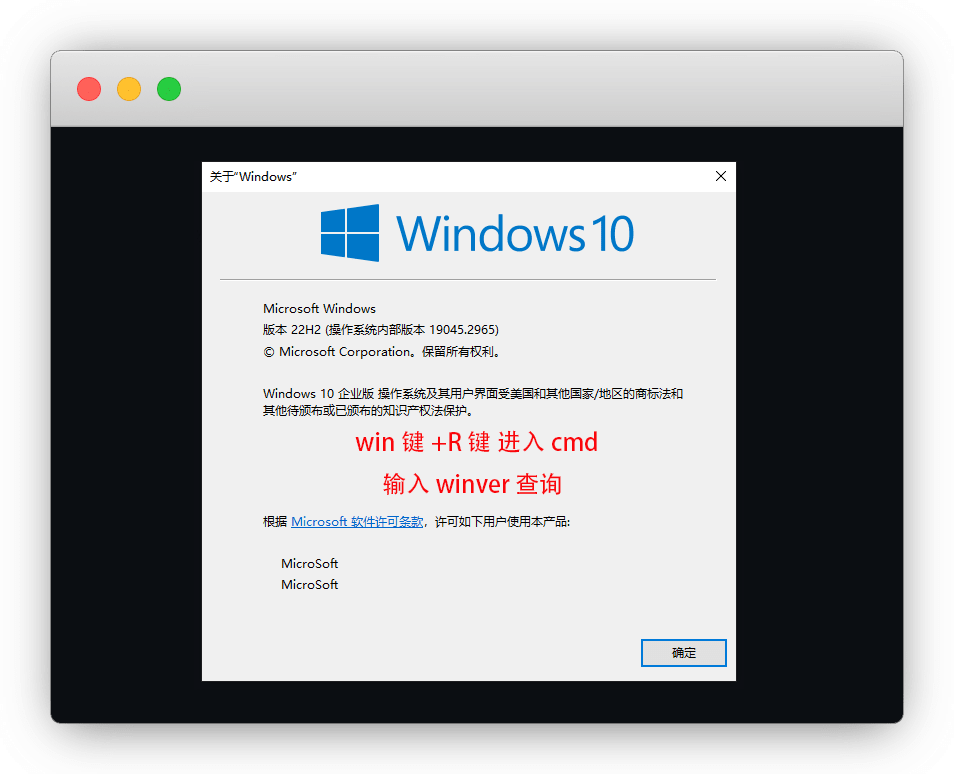 关于“Windows”
Windows 10
Microsoft Windows
版本 22H2 (操作系统内部版本 19045.2965)
© Microsoft Corporation。保留所有权利。
Windows 10 企业版 操作系统及其用户界面受美国和其他国家/地区的商标法和
其他待颁布或已颁布的知识产权法保护。
win 键 +R 键 进入 cmd
输入 winver 查询
根据 Microsoft 软件许可条款，许可如下用户使用本产品:
MicroSoft
MicroSoft
确定